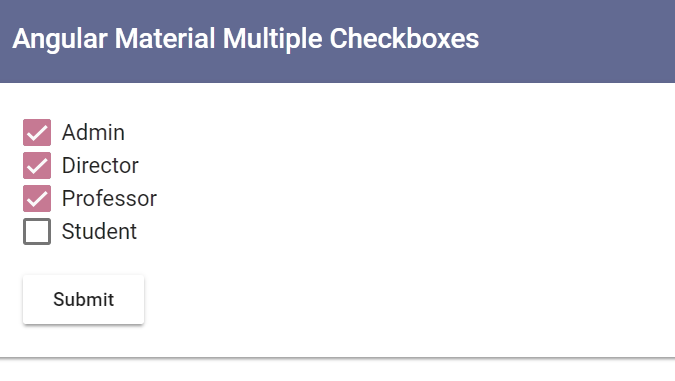 Angular Material Multiple Checkboxes
Admin
Director
Professor
Student
Submit